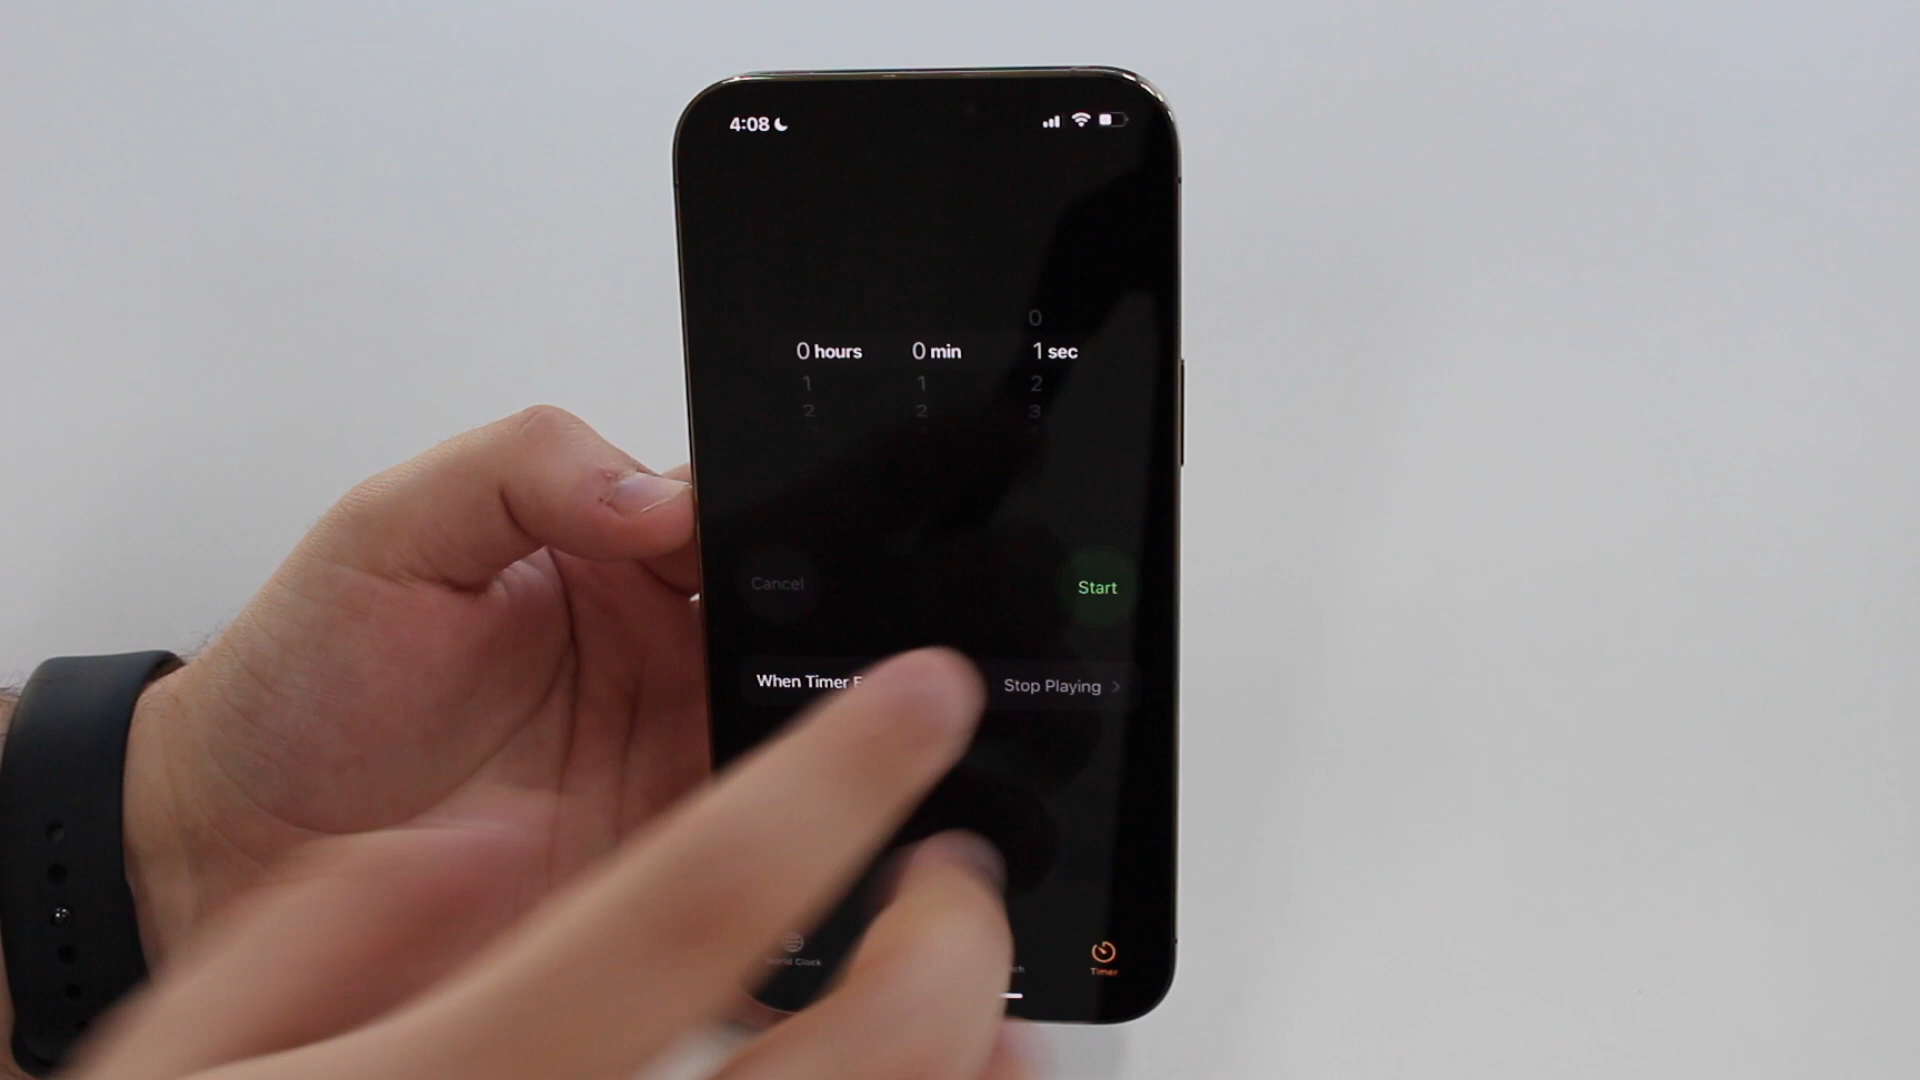 4:08
0
0 hours 0 min 1 sec
1 1 2
2 2 3
Cancel Start
When Timer Stop Playing
World Clock Timer